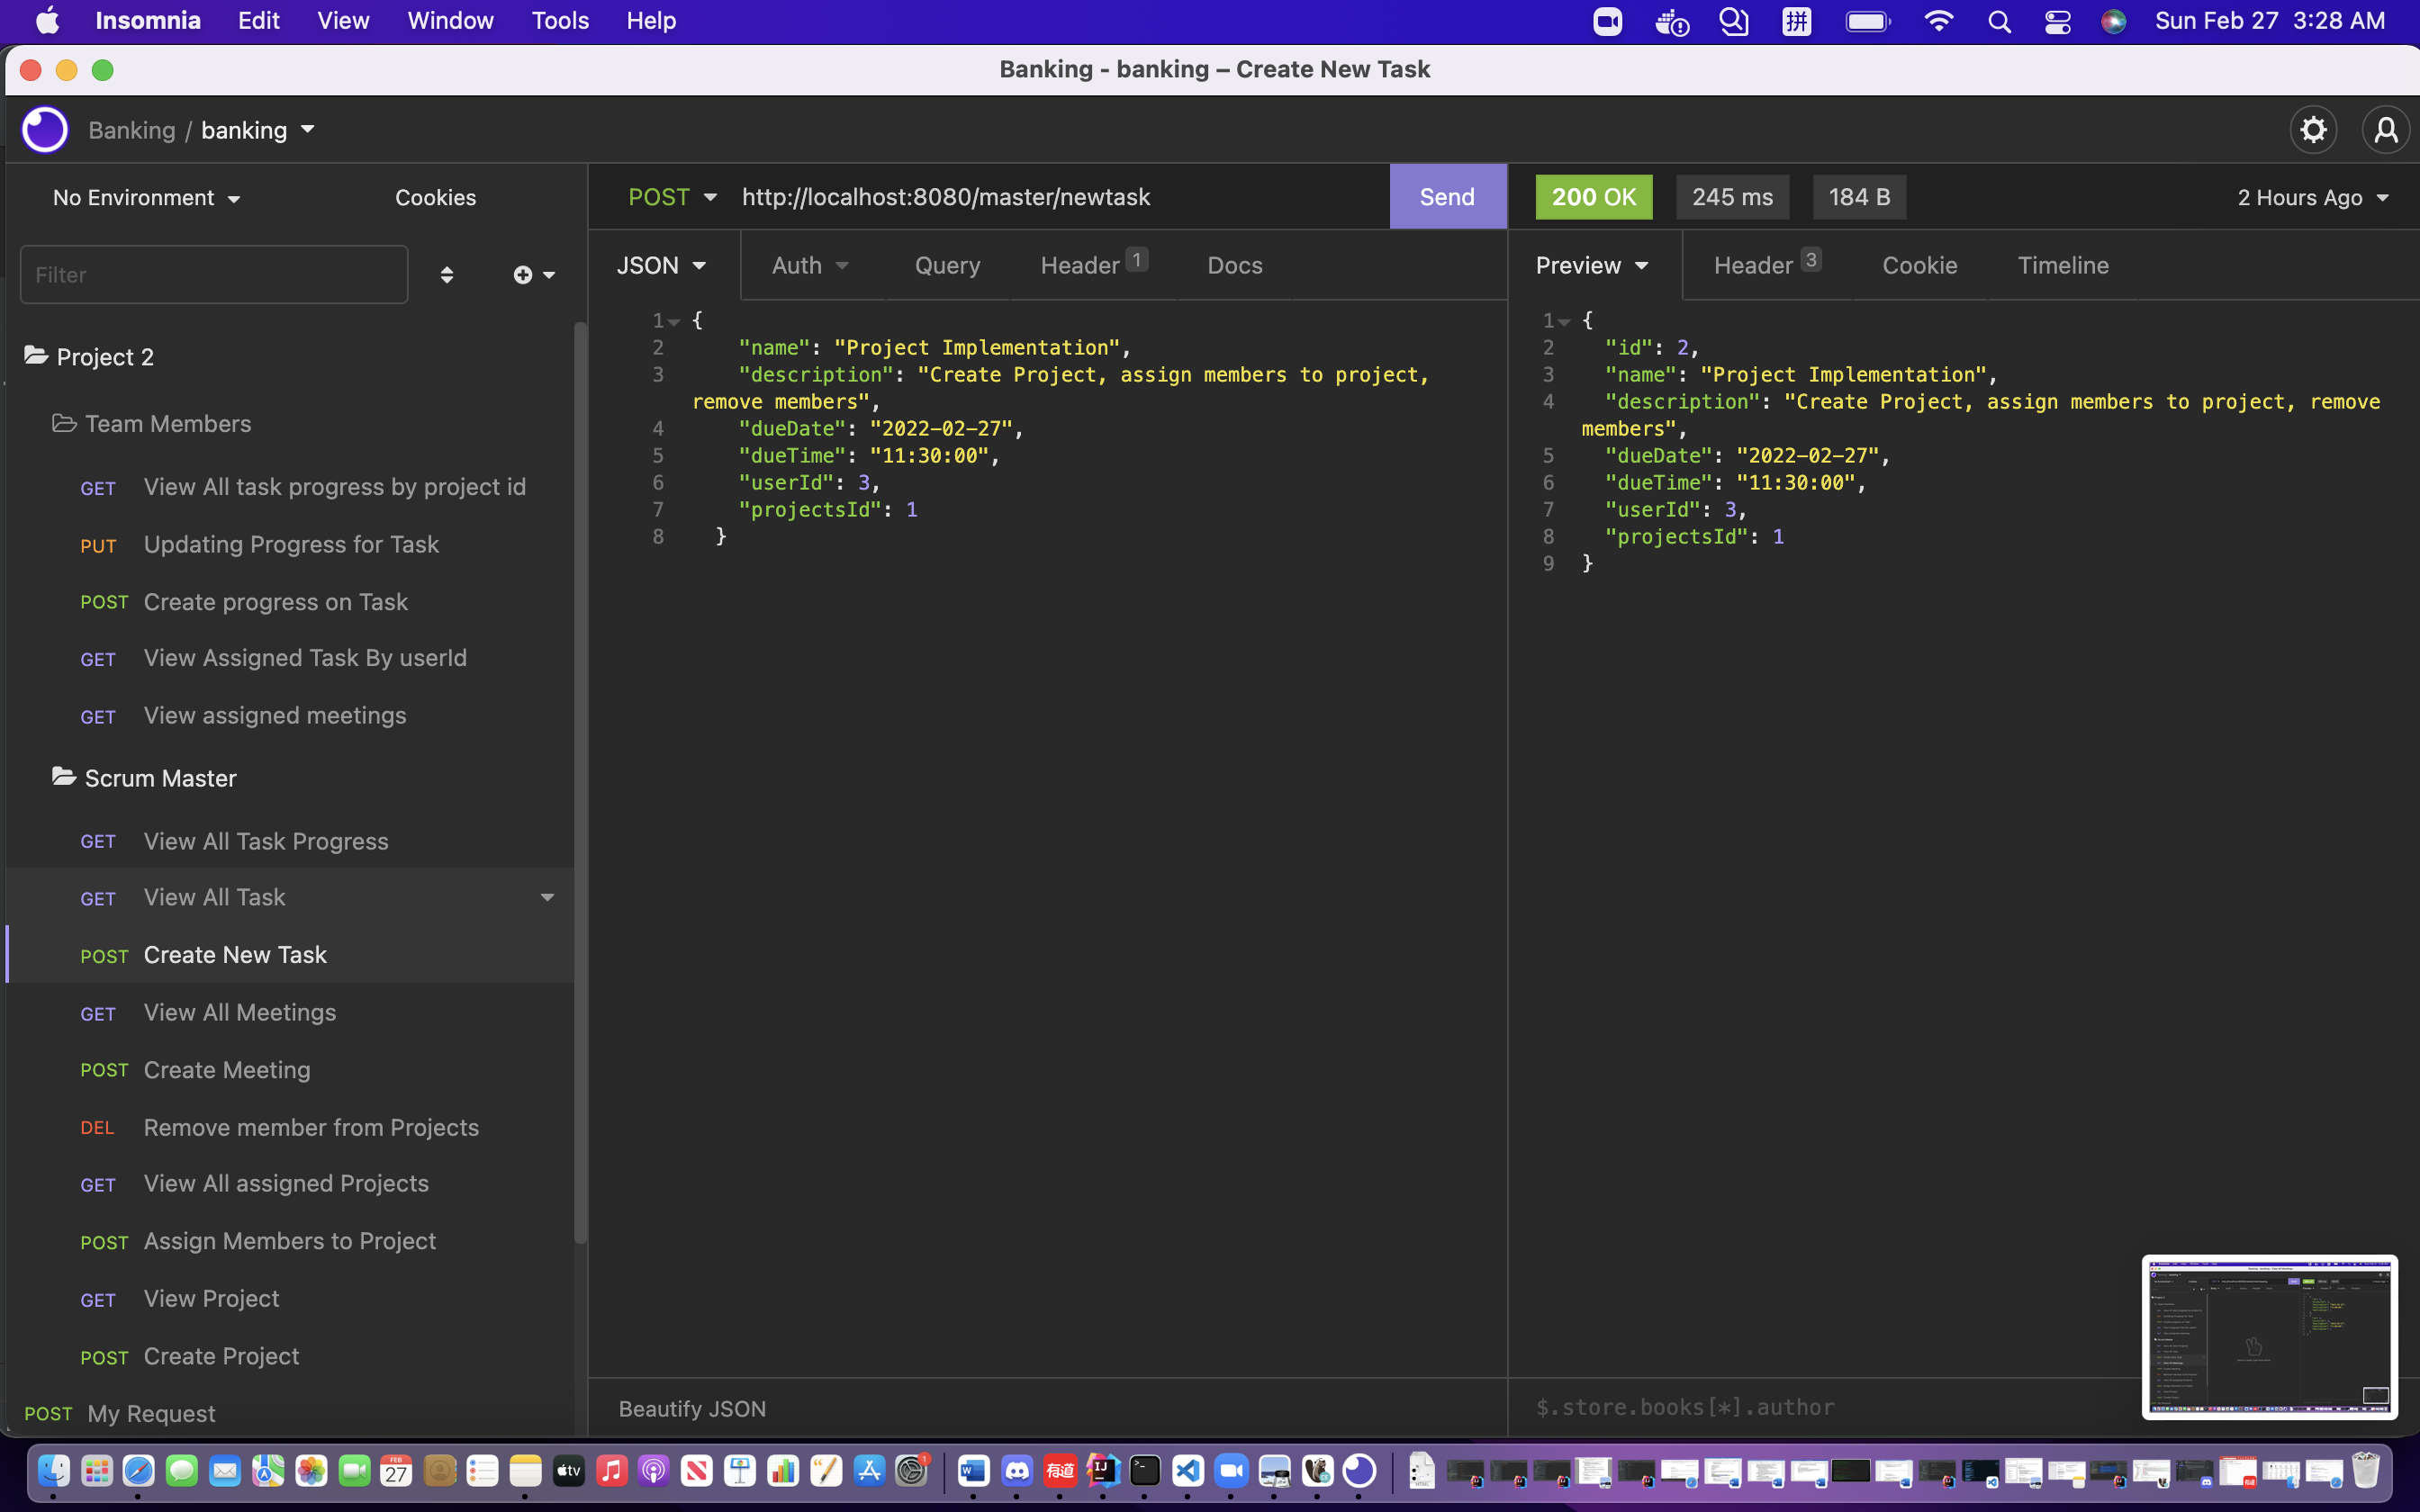 Insomnia Edit View Window Tools Help 拼 Sun Feb 27 3:28 AM
Banking - banking – Create New Task
Banking / banking
No Environment Cookies
Filter
Project 2
Team Members
GET View All task progress by project id
PUT Updating Progress for Task
POST Create progress on Task
GET View Assigned Task By userId
GET View assigned meetings
Scrum Master
GET View All Task Progress
GET View All Task
POST Create New Task
GET View All Meetings
POST Create Meeting
DEL Remove member from Projects
GET View All assigned Projects
POST Assign Members to Project
GET View Project
POST Create Project
POST My Request
POST http://localhost:8080/master/newtask Send
JSON Auth Query Header 1 Docs
1 {
2 "name": "Project Implementation",
3 "description": "Create Project, assign members to project,
remove members",
4 "dueDate": "2022-02-27",
5 "dueTime": "11:30:00",
6 "userId": 3,
7 "projectsId": 1
8 }
Beautify JSON
200 OK 245 ms 184 B 2 Hours Ago
Preview Header 3 Cookie Timeline
1 {
2 "id": 2,
3 "name": "Project Implementation",
4 "description": "Create Project, assign members to project, remove
members",
5 "dueDate": "2022-02-27",
6 "dueTime": "11:30:00",
7 "userId": 3,
8 "projectsId": 1
9 }
$.store.books[*].author
FEB
27
tv
1
W
有道
IJ